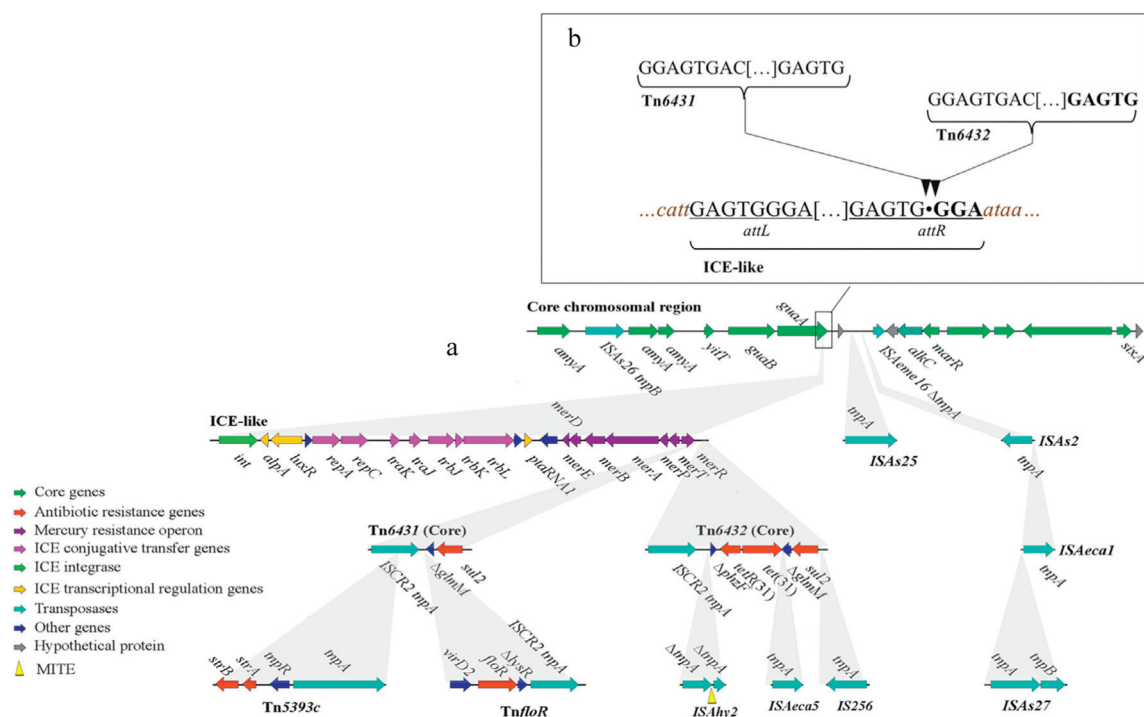 b
GGAGTGAC[...]GAGTG
Tn6431
GGAGTGAC[...]GAGTG
Tn6432
...cattGAGTGGGA[...]GAGTG•GGAataa...
attL
attR
ICE-like
Core chromosomal region
guaA
amyA
ISAs26 tnpB
amyA
amyA
yitT
guaB
ISAeme16 ΔtnpA
alkC
marR
sixA
a
ICE-like
merD
int
alpA
luxR
repA
repC
traK
traJ
trbJ
trbK
trbL
ptaRNA1
merE
merB
merA
merP
merT
merR
tnpA
ISAs25
ISAs2
tnpA
Core genes
Antibiotic resistance genes
Mercury resistance operon
ICE conjugative transfer genes
ICE integrase
ICE transcriptional regulation genes
Transposases
Other genes
Hypothetical protein
MITE
Tn6431 (Core)
ISCR2 tnpA
ΔglmM
sul2
Tn6432 (Core)
ISCR2 tnpA
ΔphzF
tetR(31)
tet(31)
ΔglmM
sul2
ISAeca1
tnpA
strB
strA
tnpR
tnpA
Tn5393c
virD2
floR
ΔlysR
ISCR2 tnpA
TnfloR
ΔtnpA
ΔtnpA
ISAhy2
tnpA
ISAeca5
tnpA
IS256
tnpA
tnpB
ISAs27